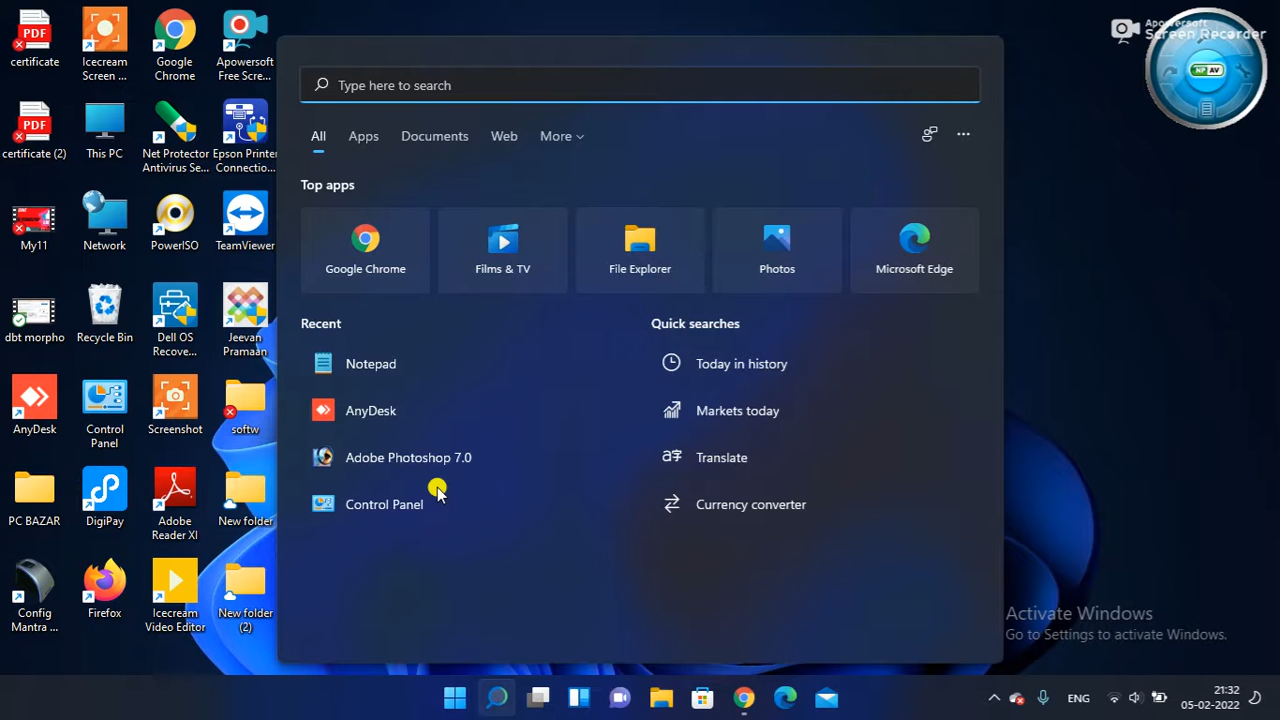 PDF
certificate
Icecream
Screen ...
Google
Chrome
Apowersoft
Free Scre...
PDF
certificate (2)
This PC
Net Protector
Antivirus Se...
Epson Printer
Connectio...
My11
Network
PowerISO
TeamViewer
dbt morpho
Recycle Bin
Dell OS
Recove...
Jeevan
Pramaan
AnyDesk
Control
Panel
Screenshot
softw
PC BAZAR
DigiPay
Adobe
Reader XI
New folder
Config
Mantra ...
Firefox
Icecream
Video Editor
New folder
(2)
Type here to search
All
Apps
Documents
Web
More
Top apps
Google Chrome
Films & TV
File Explorer
Photos
Microsoft Edge
Recent
Notepad
AnyDesk
Adobe Photoshop 7.0
Control Panel
Quick searches
Today in history
Markets today
Translate
Currency converter
Apowersoft
Screen Recorder
NP AV
Activate Windows
Go to Settings to activate Windows.
ENG
21:32
05-02-2022